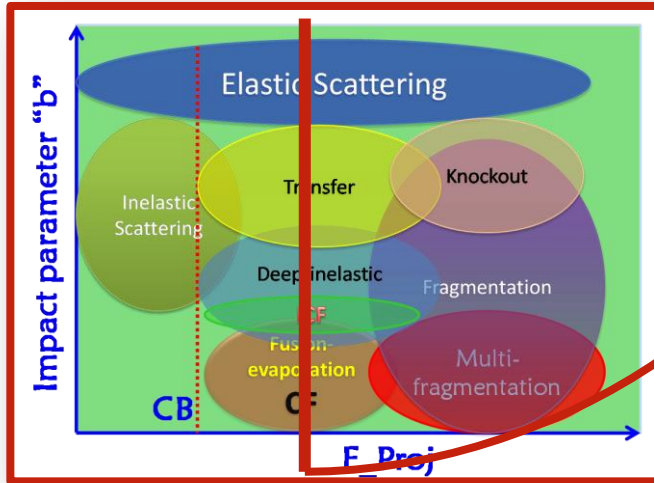 Impact parameter "b"
Elastic Scattering
Transfer
Knockout
Inelastic
Scattering
Deep inelastic
Fragmentation
Fusion-
evaporation
CF
Multi-
fragmentation
CB
E_Proj